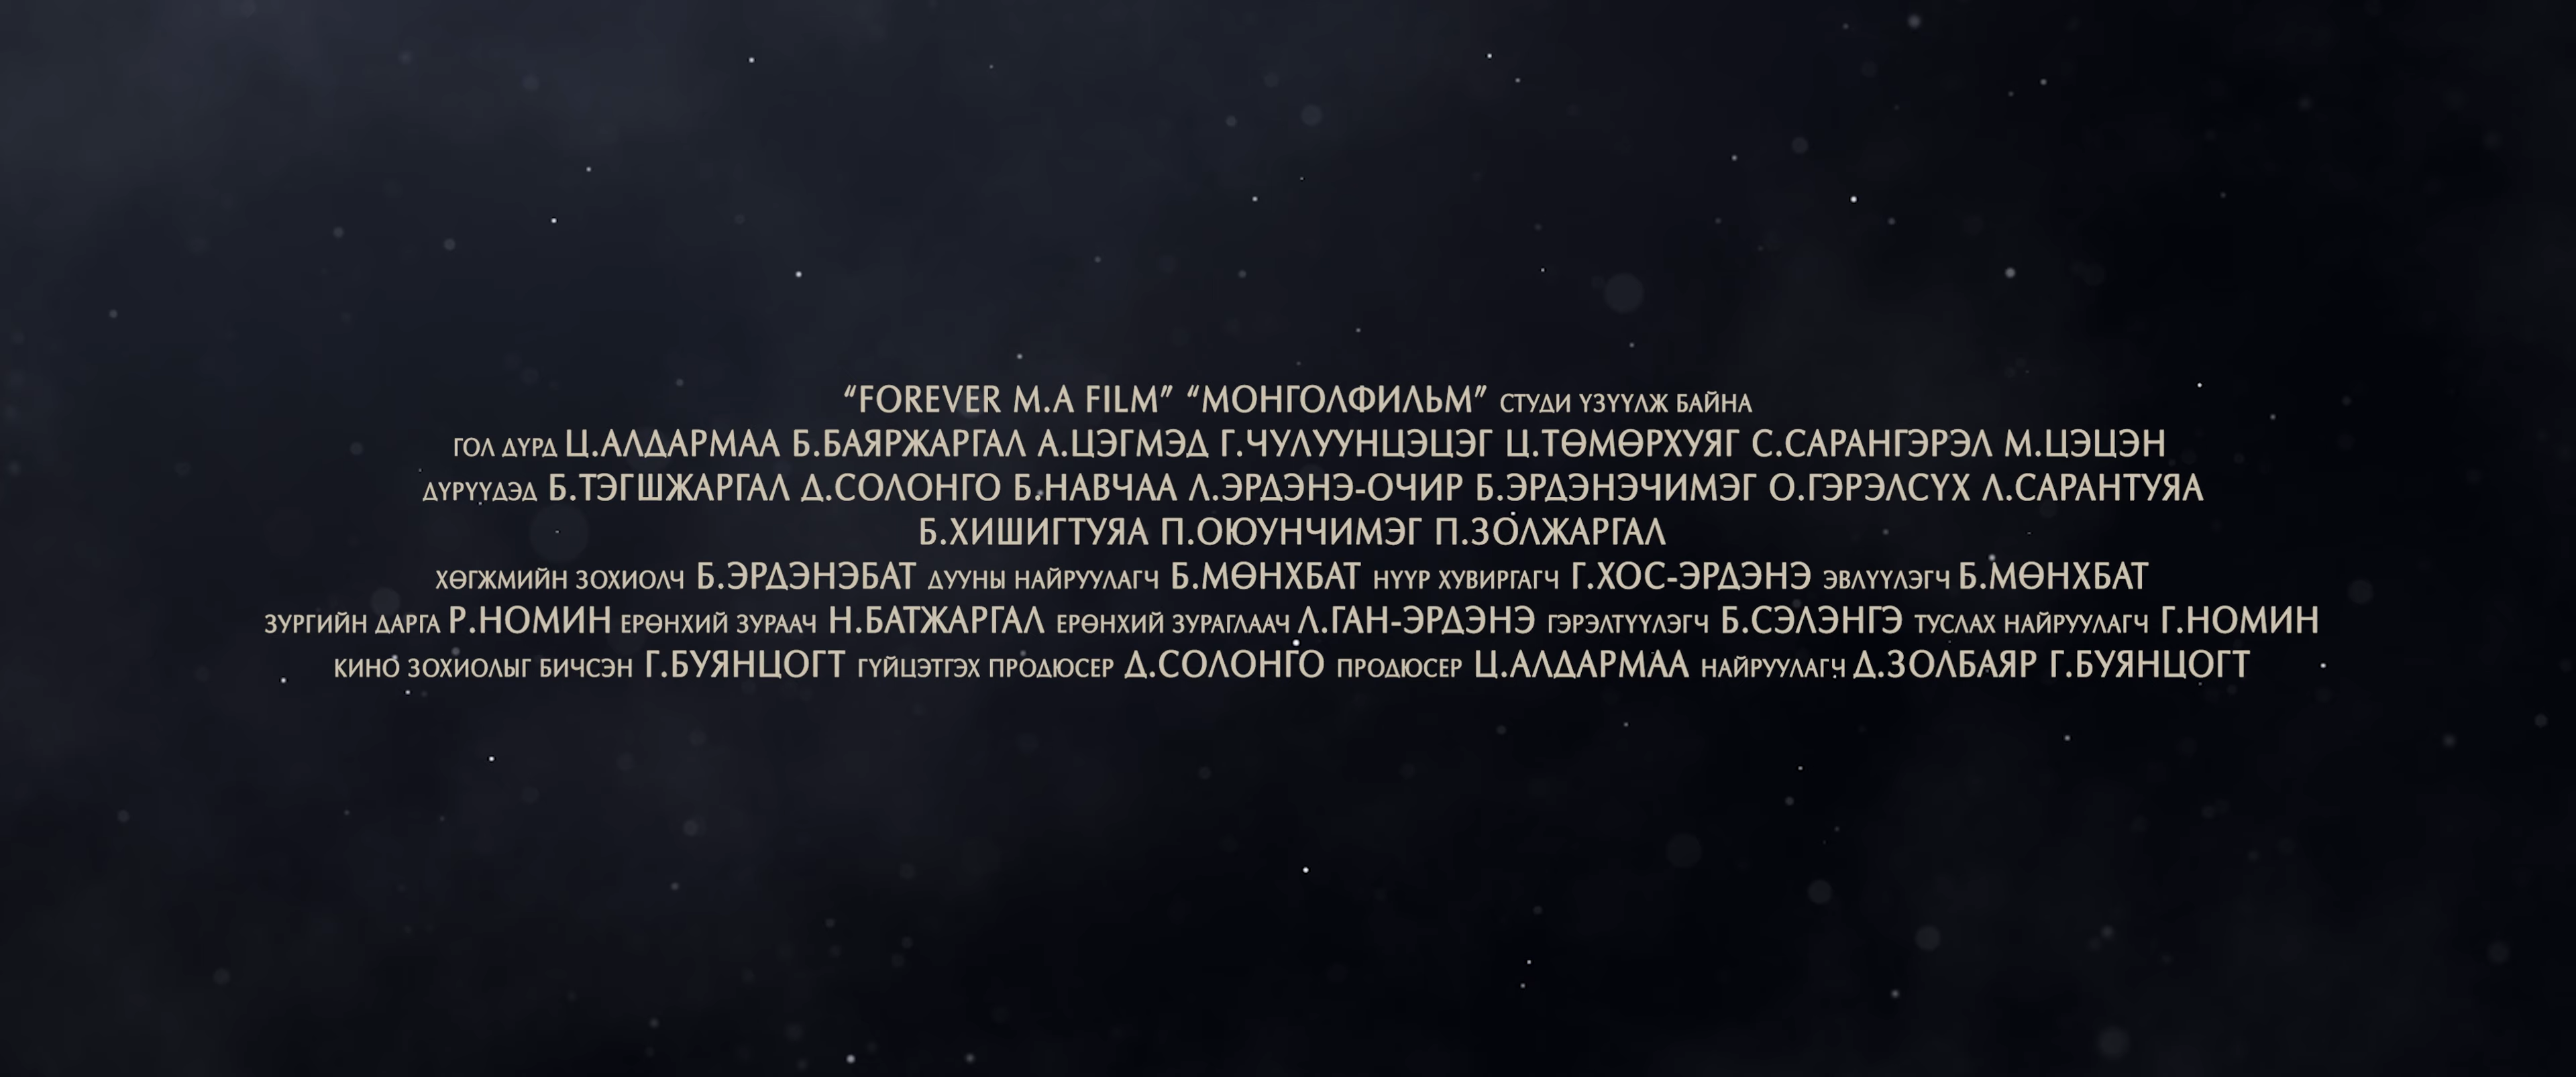 “FOREVER M.A FILM” “МОНГОЛФИЛЬМ” СТУДИ ҮЗҮҮЛЖ БАЙНА
ГОЛ ДҮРД Ц.АЛДАРМАА Б.БАЯРЖАРГАЛ А.ЦЭГМЭД Г.ЧУЛУУНЦЭЦЭГ Ц.ТӨМӨРХУЯГ С.САРАНГЭРЭЛ М.ЦЭЦЭН
ДҮРҮҮДЭД Б.ТЭГШЖАРГАЛ Д.СОЛОНГО Б.НАВЧАА Л.ЭРДЭНЭ-ОЧИР Б.ЭРДЭНЭЧИМЭГ О.ГЭРЭЛСҮХ Л.САРАНТУЯА
Б.ХИШИГТУЯА П.ОЮУНЧИМЭГ П.ЗОЛЖАРГАЛ
ХӨГЖМИЙН ЗОХИОЛЧ Б.ЭРДЭНЭБАТ ДУУНЫ НАЙРУУЛАГЧ Б.МӨНХБАТ НҮҮР ХУВИРГАГЧ Г.ХОС-ЭРДЭНЭ ЭВЛҮҮЛЭГЧ Б.МӨНХБАТ
ЗУРГИЙН ДАРГА Р.НОМИН ЕРӨНХИЙ ЗУРААЧ Н.БАТЖАРГАЛ ЕРӨНХИЙ ЗУРАГЛААЧ Л.ГАН-ЭРДЭНЭ ГЭРЭЛТҮҮЛЭГЧ Б.СЭЛЭНГЭ ТУСЛАХ НАЙРУУЛАГЧ Г.НОМИН
КИНО ЗОХИОЛЫГ БИЧСЭН Г.БУЯНЦОГТ ГҮЙЦЭТГЭХ ПРОДЮСЕР Д.СОЛОНГО ПРОДЮСЕР Ц.АЛДАРМАА НАЙРУУЛАГЧ Д.ЗОЛБАЯР Г.БУЯНЦОГТ